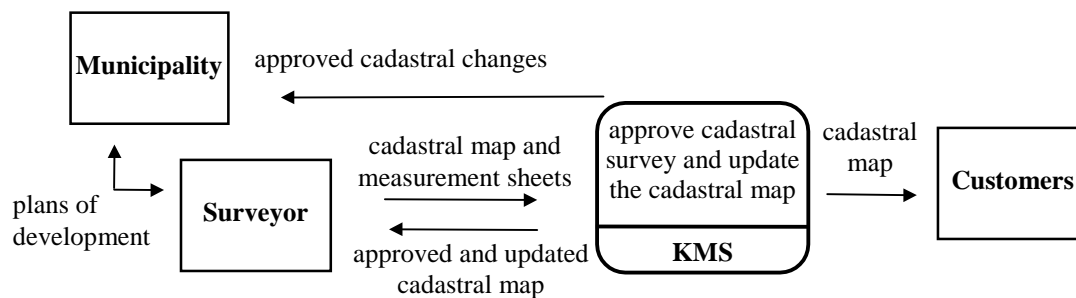 Municipality
approved cadastral changes
plans of
development
Surveyor
cadastral map and
measurement sheets
approved and updated
cadastral map
approve cadastral
survey and update
the cadastral map
KMS
cadastral
map
Customers